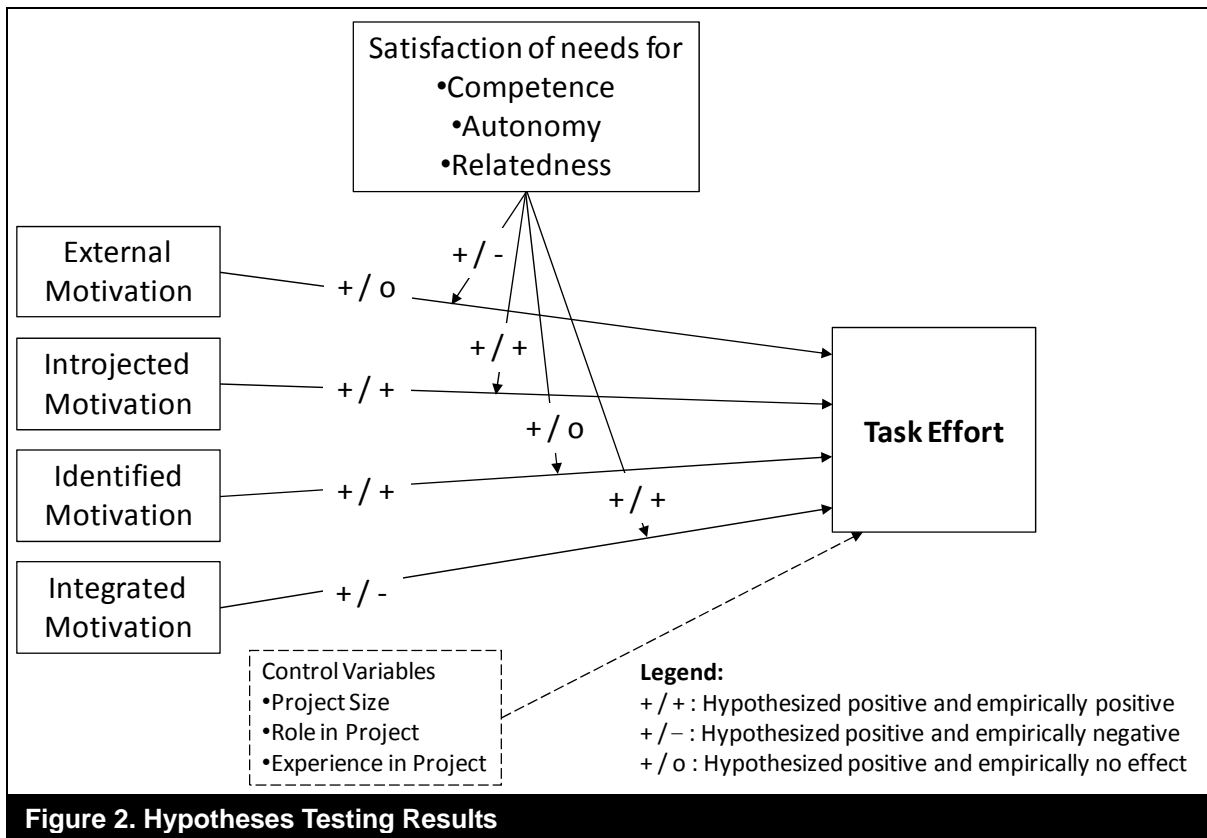 Satisfaction of needs for
•Competence
•Autonomy
•Relatedness
External
Motivation
+ / o
+ / -
Introjected
Motivation
+ / +
+ / +
Identified
Motivation
+ / +
+ / o
Integrated
Motivation
+ / -
+ / +
Task Effort
Control Variables
•Project Size
•Role in Project
•Experience in Project
Legend:
+ / + : Hypothesized positive and empirically positive
+ / − : Hypothesized positive and empirically negative
+ / o : Hypothesized positive and empirically no effect
Figure 2. Hypotheses Testing Results